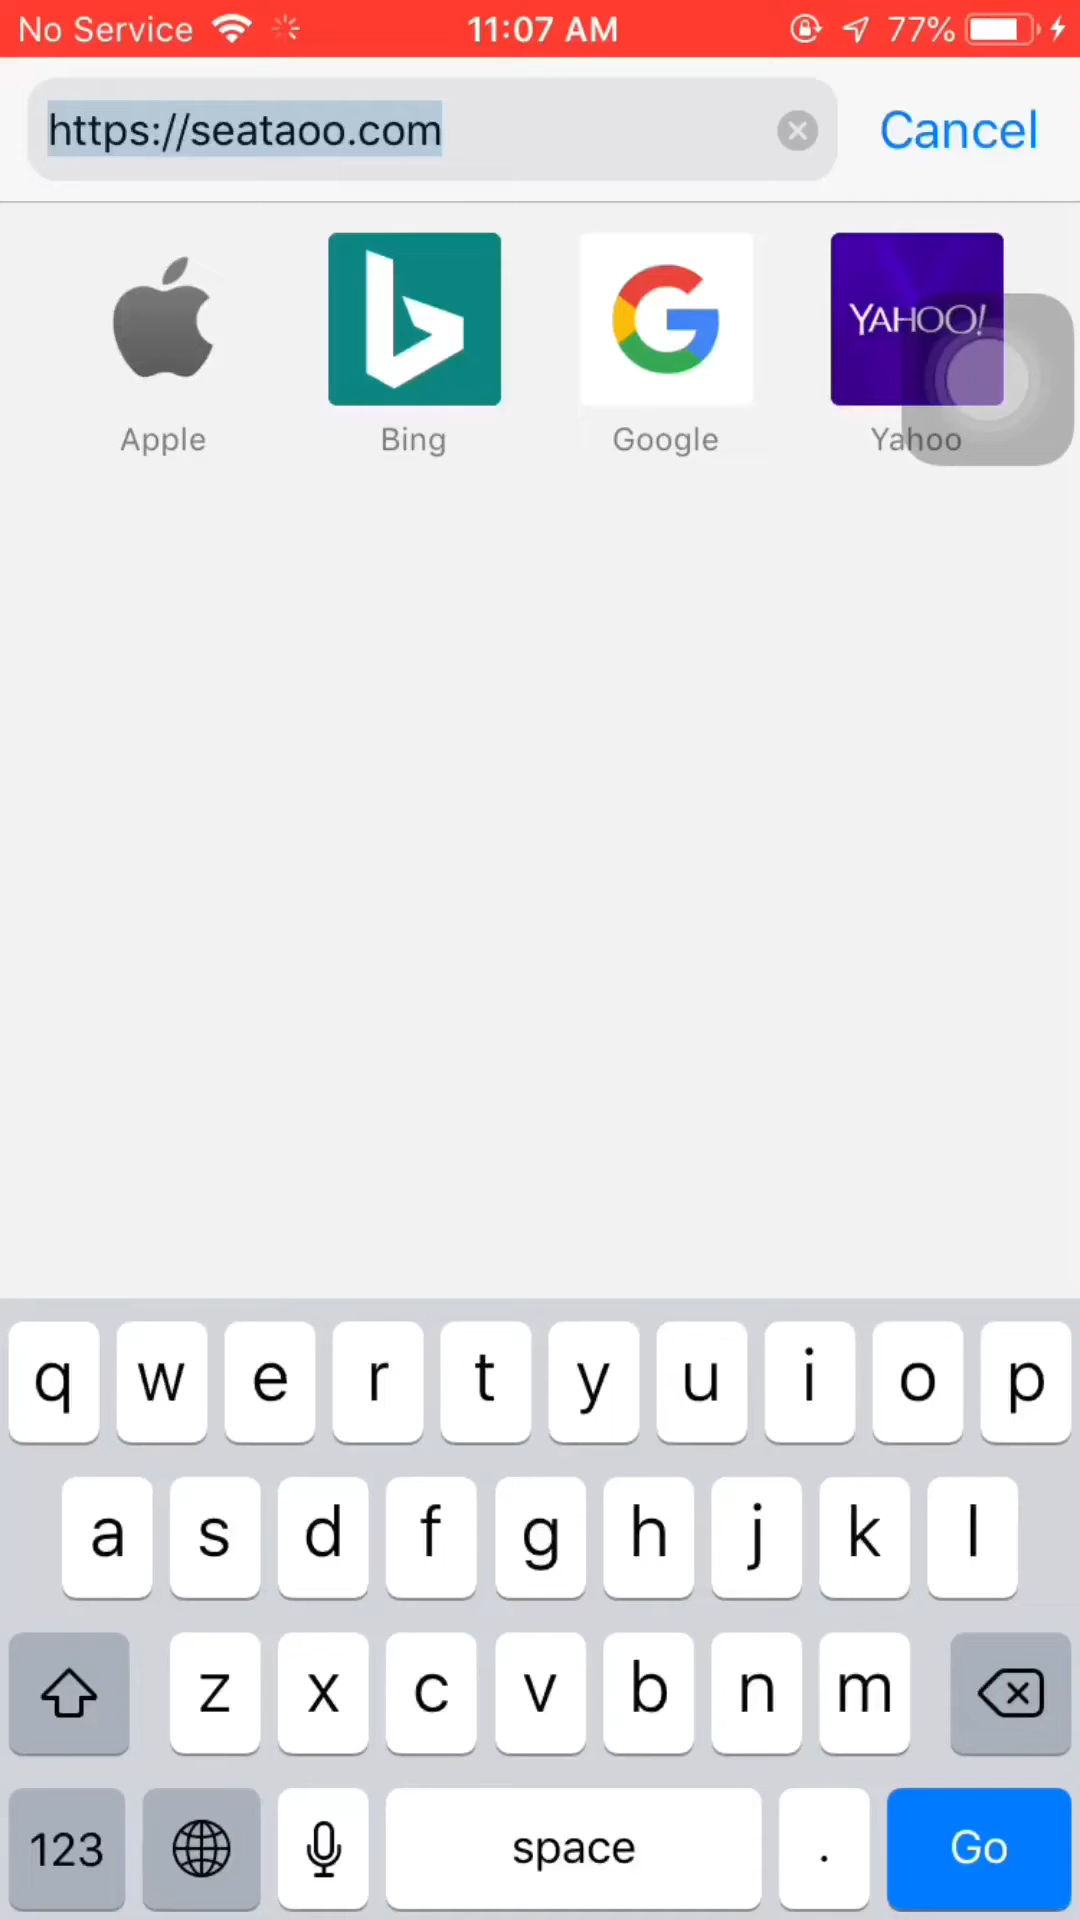 No Service 11:07 AM 77%
https://seataoo.com Cancel
YAHOO!
Apple Bing Google Yahoo
q w e r t y u i o p
a s d f g h j k l
z x c v b n m
123 space . Go